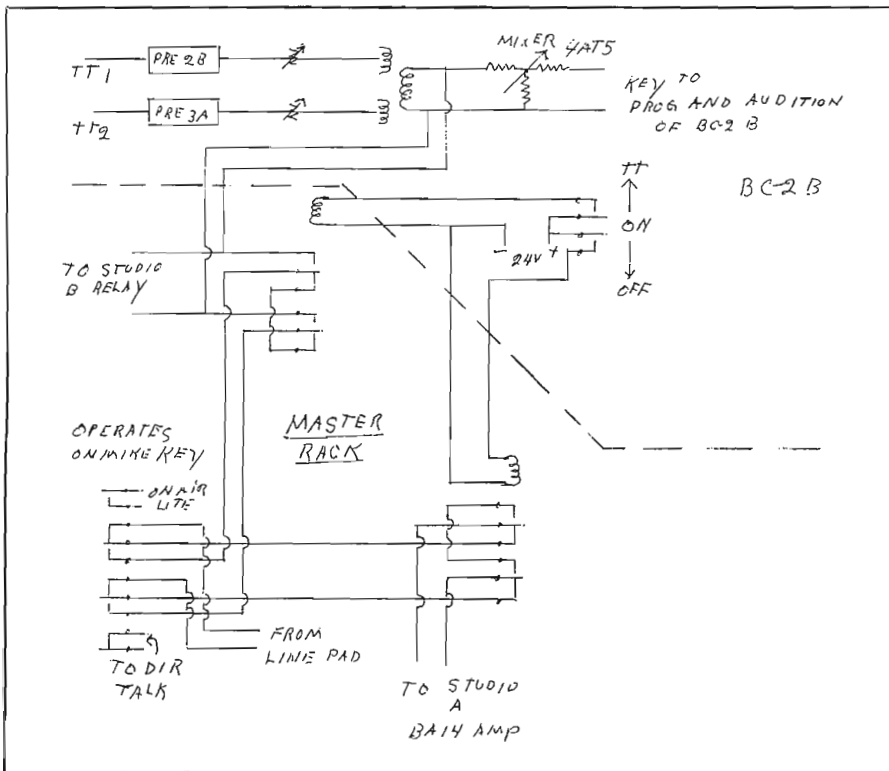 MIXER 4AT5
TT1
PRE 2B
TT2
PRE 3A
KEY TO
PROG AND AUDITION
OF BC-2 B
TT
BC-2B
ON
- 24V +
OFF
TO STUDIO
B RELAY
OPERATES
ON MIKE KEY
MASTER
RACK
ON AIR
LITE
FROM
LINE PAD
TO DIR
TALK
TO STUDIO
A
BA14 AMP